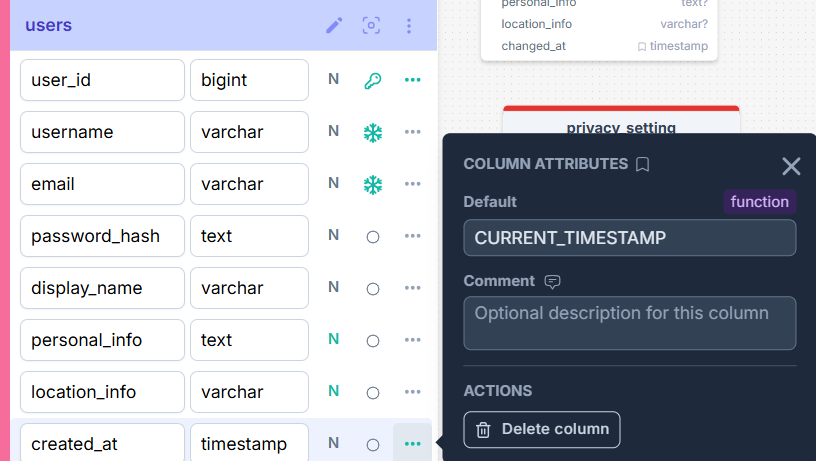 users
user_id bigint N
username varchar N
email varchar N
password_hash text N
display_name varchar N
personal_info text N
location_info varchar N
created_at timestamp N
personal_info text?
location_info varchar?
changed_at timestamp
privacy_setting
COLUMN ATTRIBUTES
Default function
CURRENT_TIMESTAMP
Comment
Optional description for this column
ACTIONS
Delete column